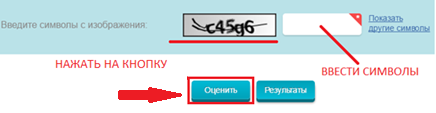 Введите символы с изображения:
c45g6
Показать
другие символы
НАЖАТЬ НА КНОПКУ
ВВЕСТИ СИМВОЛЫ
Оценить
Результаты